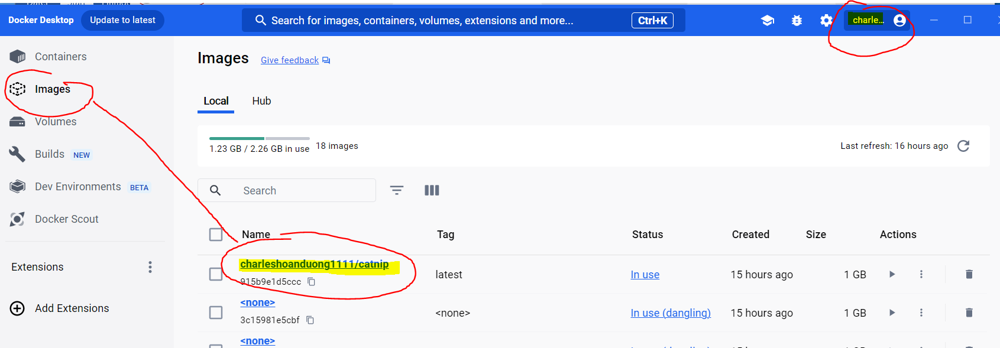 Docker Desktop Update to latest Search for images, containers, volumes, extensions and more... Ctrl+K charle...
Containers
Images
Volumes
Builds NEW
Dev Environments BETA
Docker Scout
Extensions
Add Extensions
Images Give feedback
Local Hub
1.23 GB / 2.26 GB in use 18 images Last refresh: 16 hours ago
Search
Name Tag Status Created Size Actions
charleshoanduong1111/catnip
915b9e1d5ccc latest In use 15 hours ago 1 GB
<none>
3c15981e5cbf <none> In use (dangling) 15 hours ago 1 GB
<none>